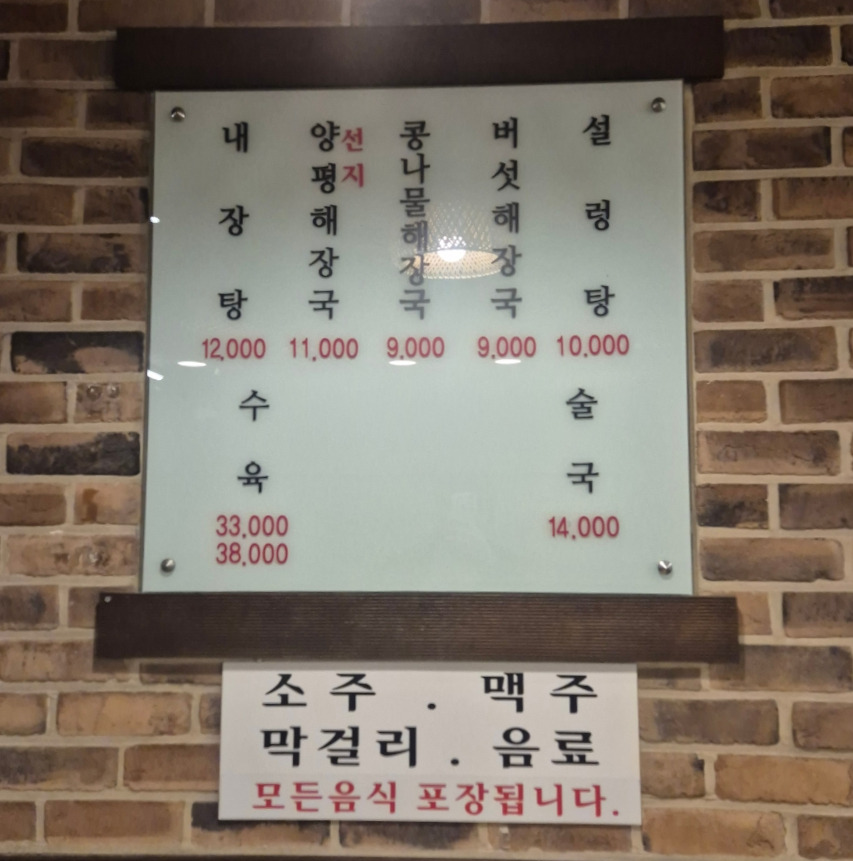 내장탕
12,000
양평해장국
선지
11,000
콩나물해장국
9,000
버섯해장국
9,000
설렁탕
10,000
수육
33,000
38,000
술국
14,000
소주 . 맥주
막걸리 . 음료
모든음식 포장됩니다.